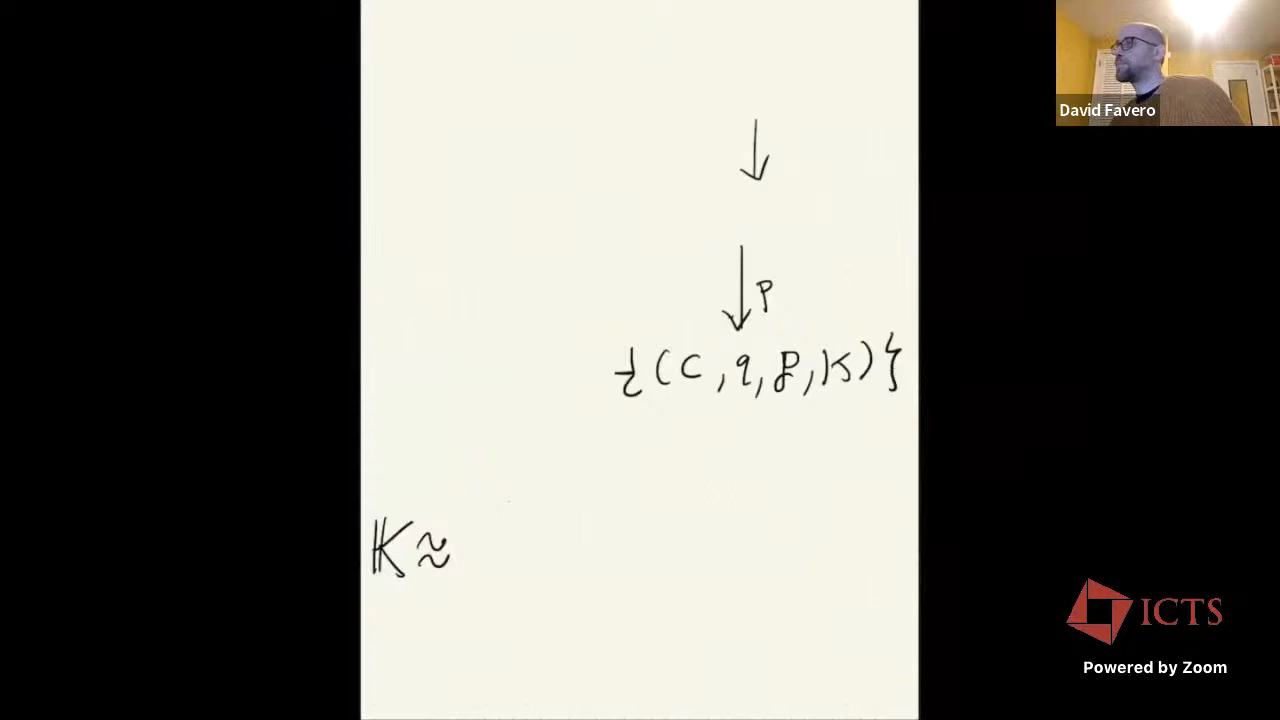 David Favero
↓
↓ p
{(C, q, P, K)}
𝕂 ≈
ICTS
Powered by Zoom